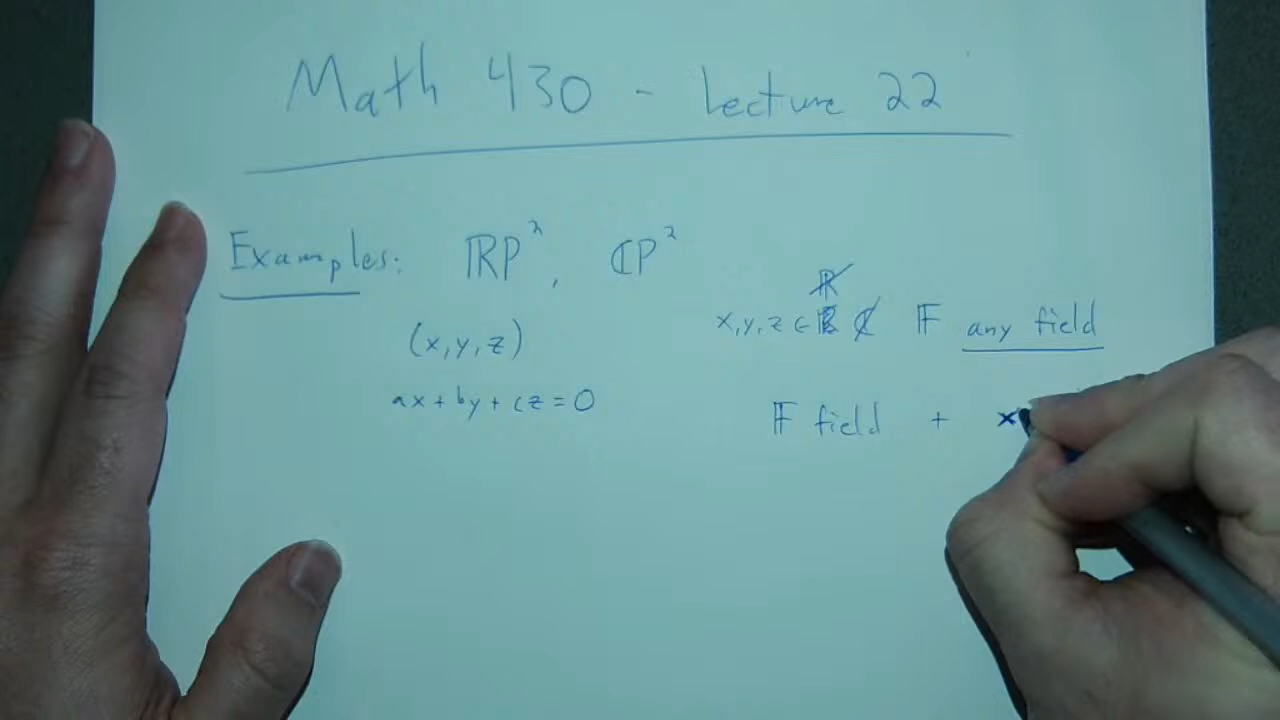 Math 430 - Lecture 22
Examples: ℝP², ℂP²
(x, y, z)
ax + by + cz = 0
ℝ
x, y, z ∈ ℂ 𝔽 any field
𝔽 field + x